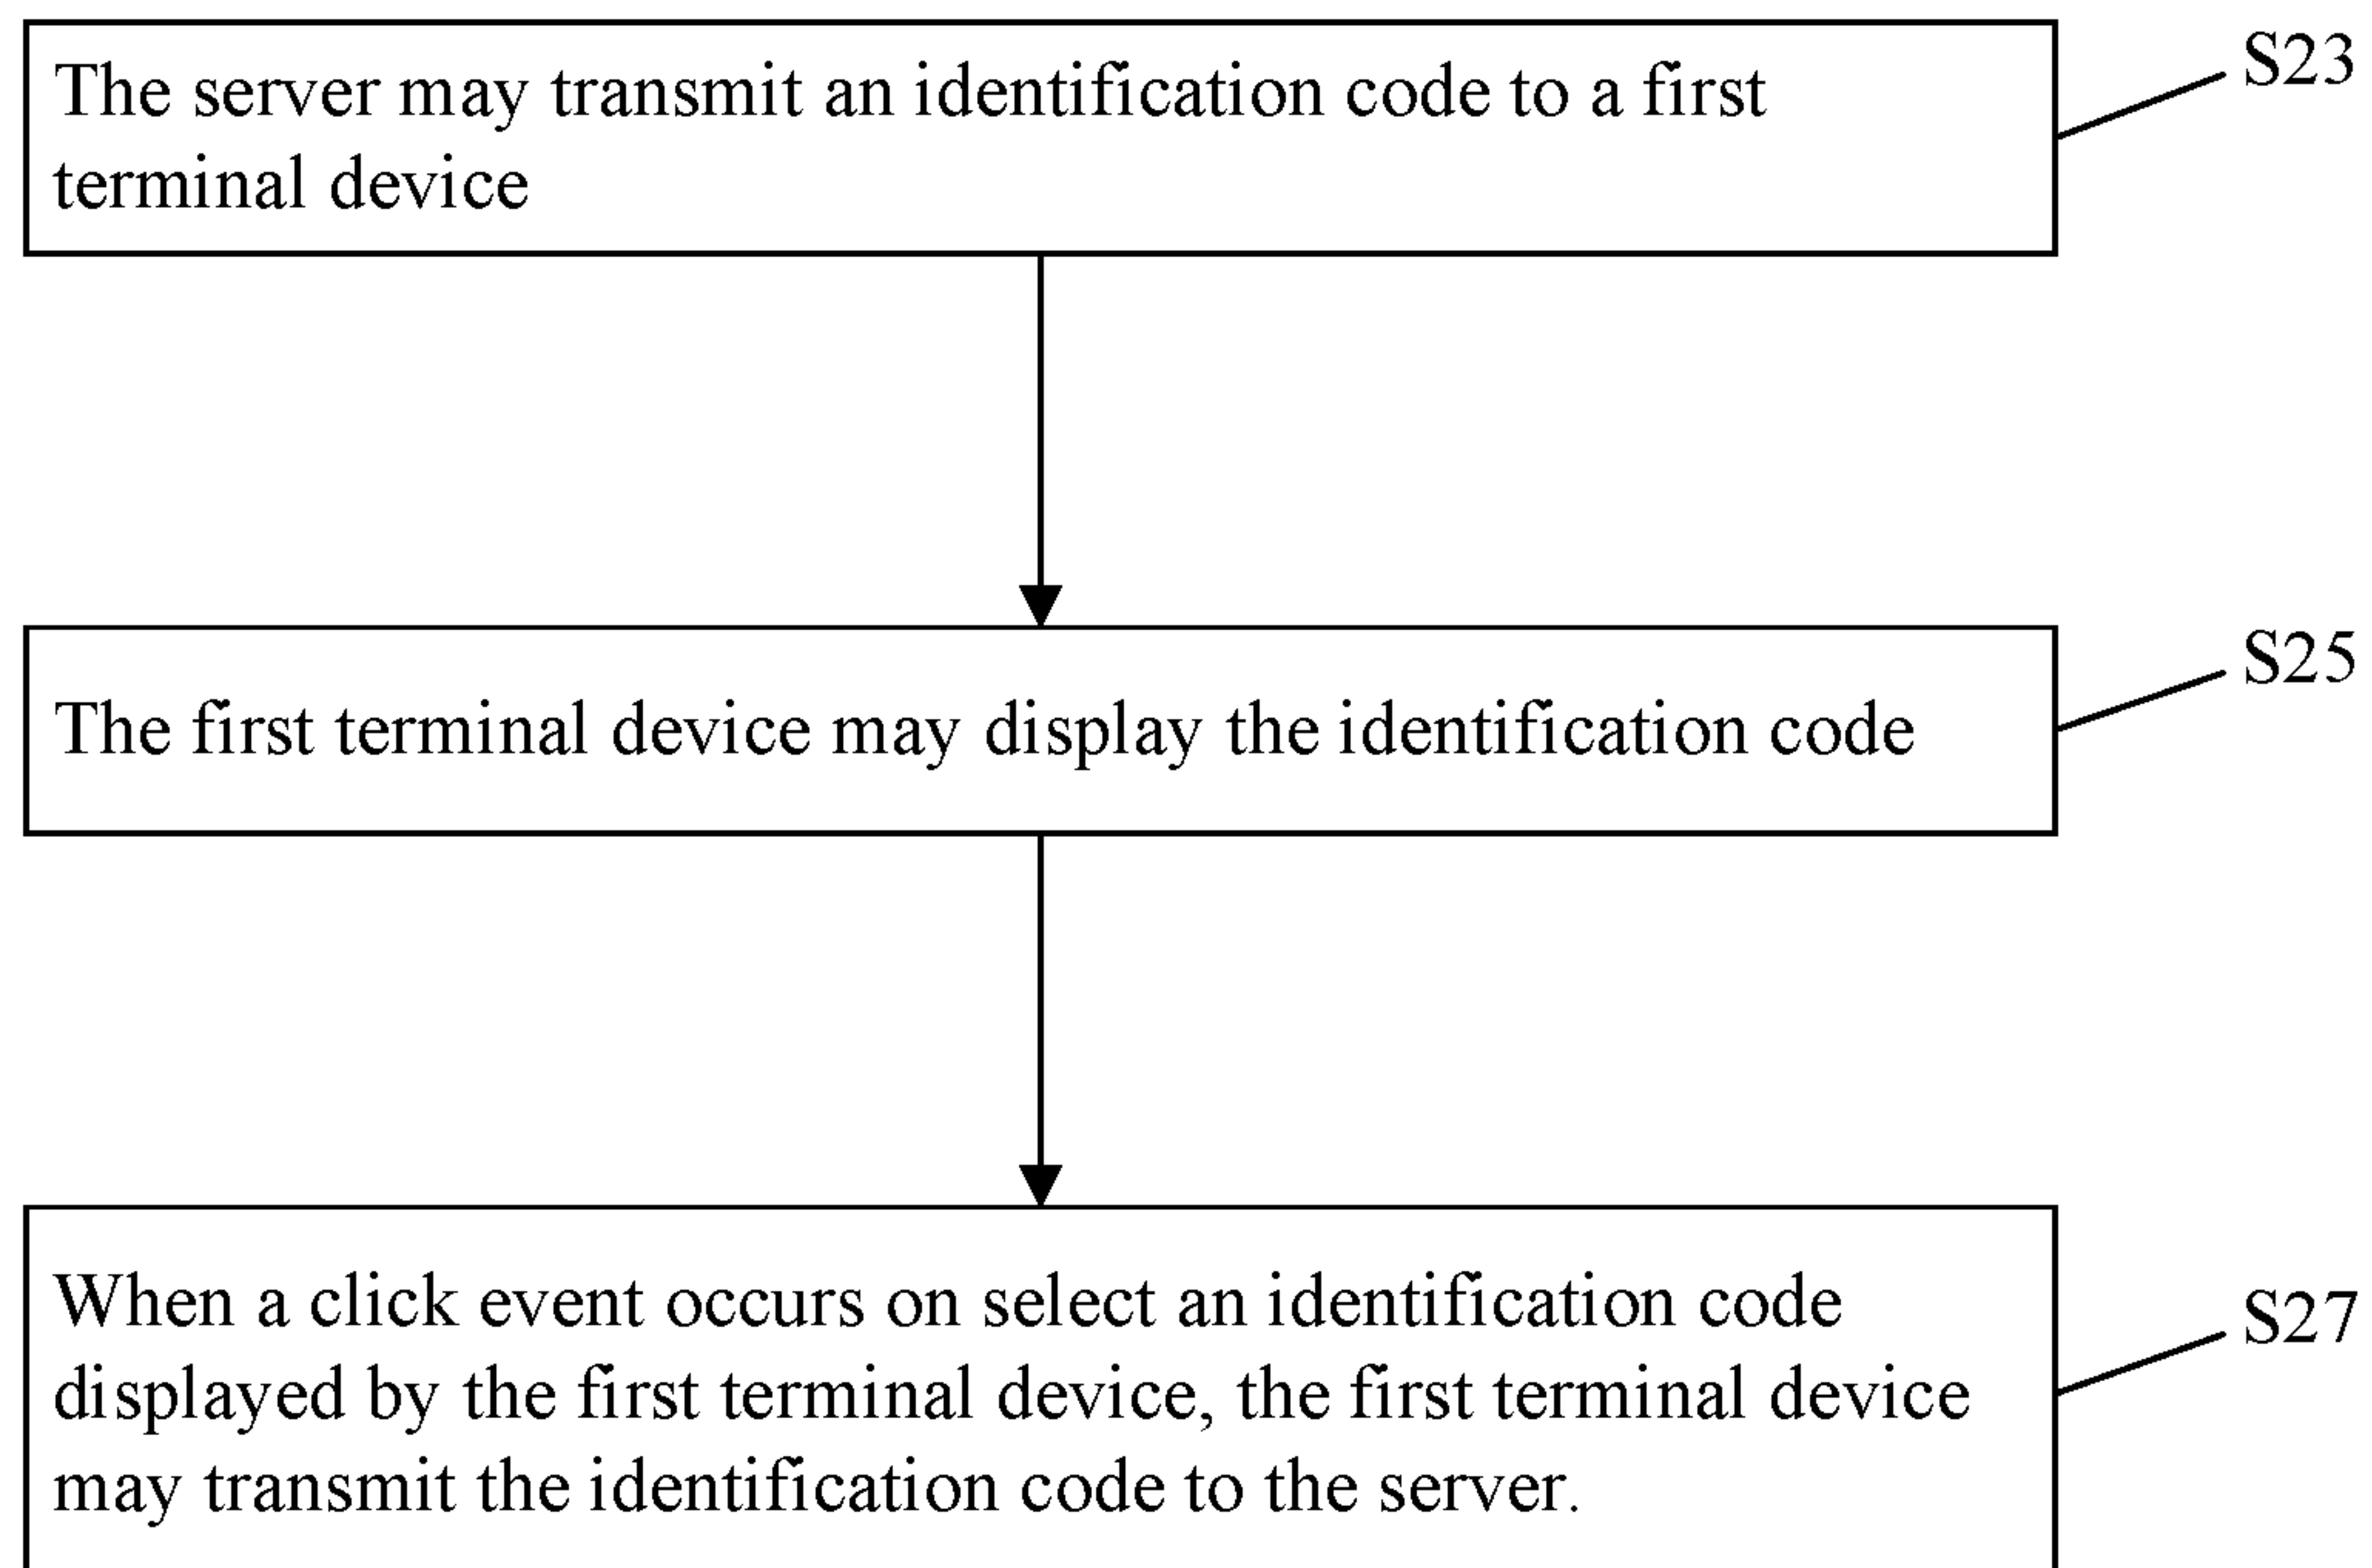 The server may transmit an identification code to a first
terminal device
S23
The first terminal device may display the identification code
S25
When a click event occurs on select an identification code
displayed by the first terminal device, the first terminal device
may transmit the identification code to the server.
S27